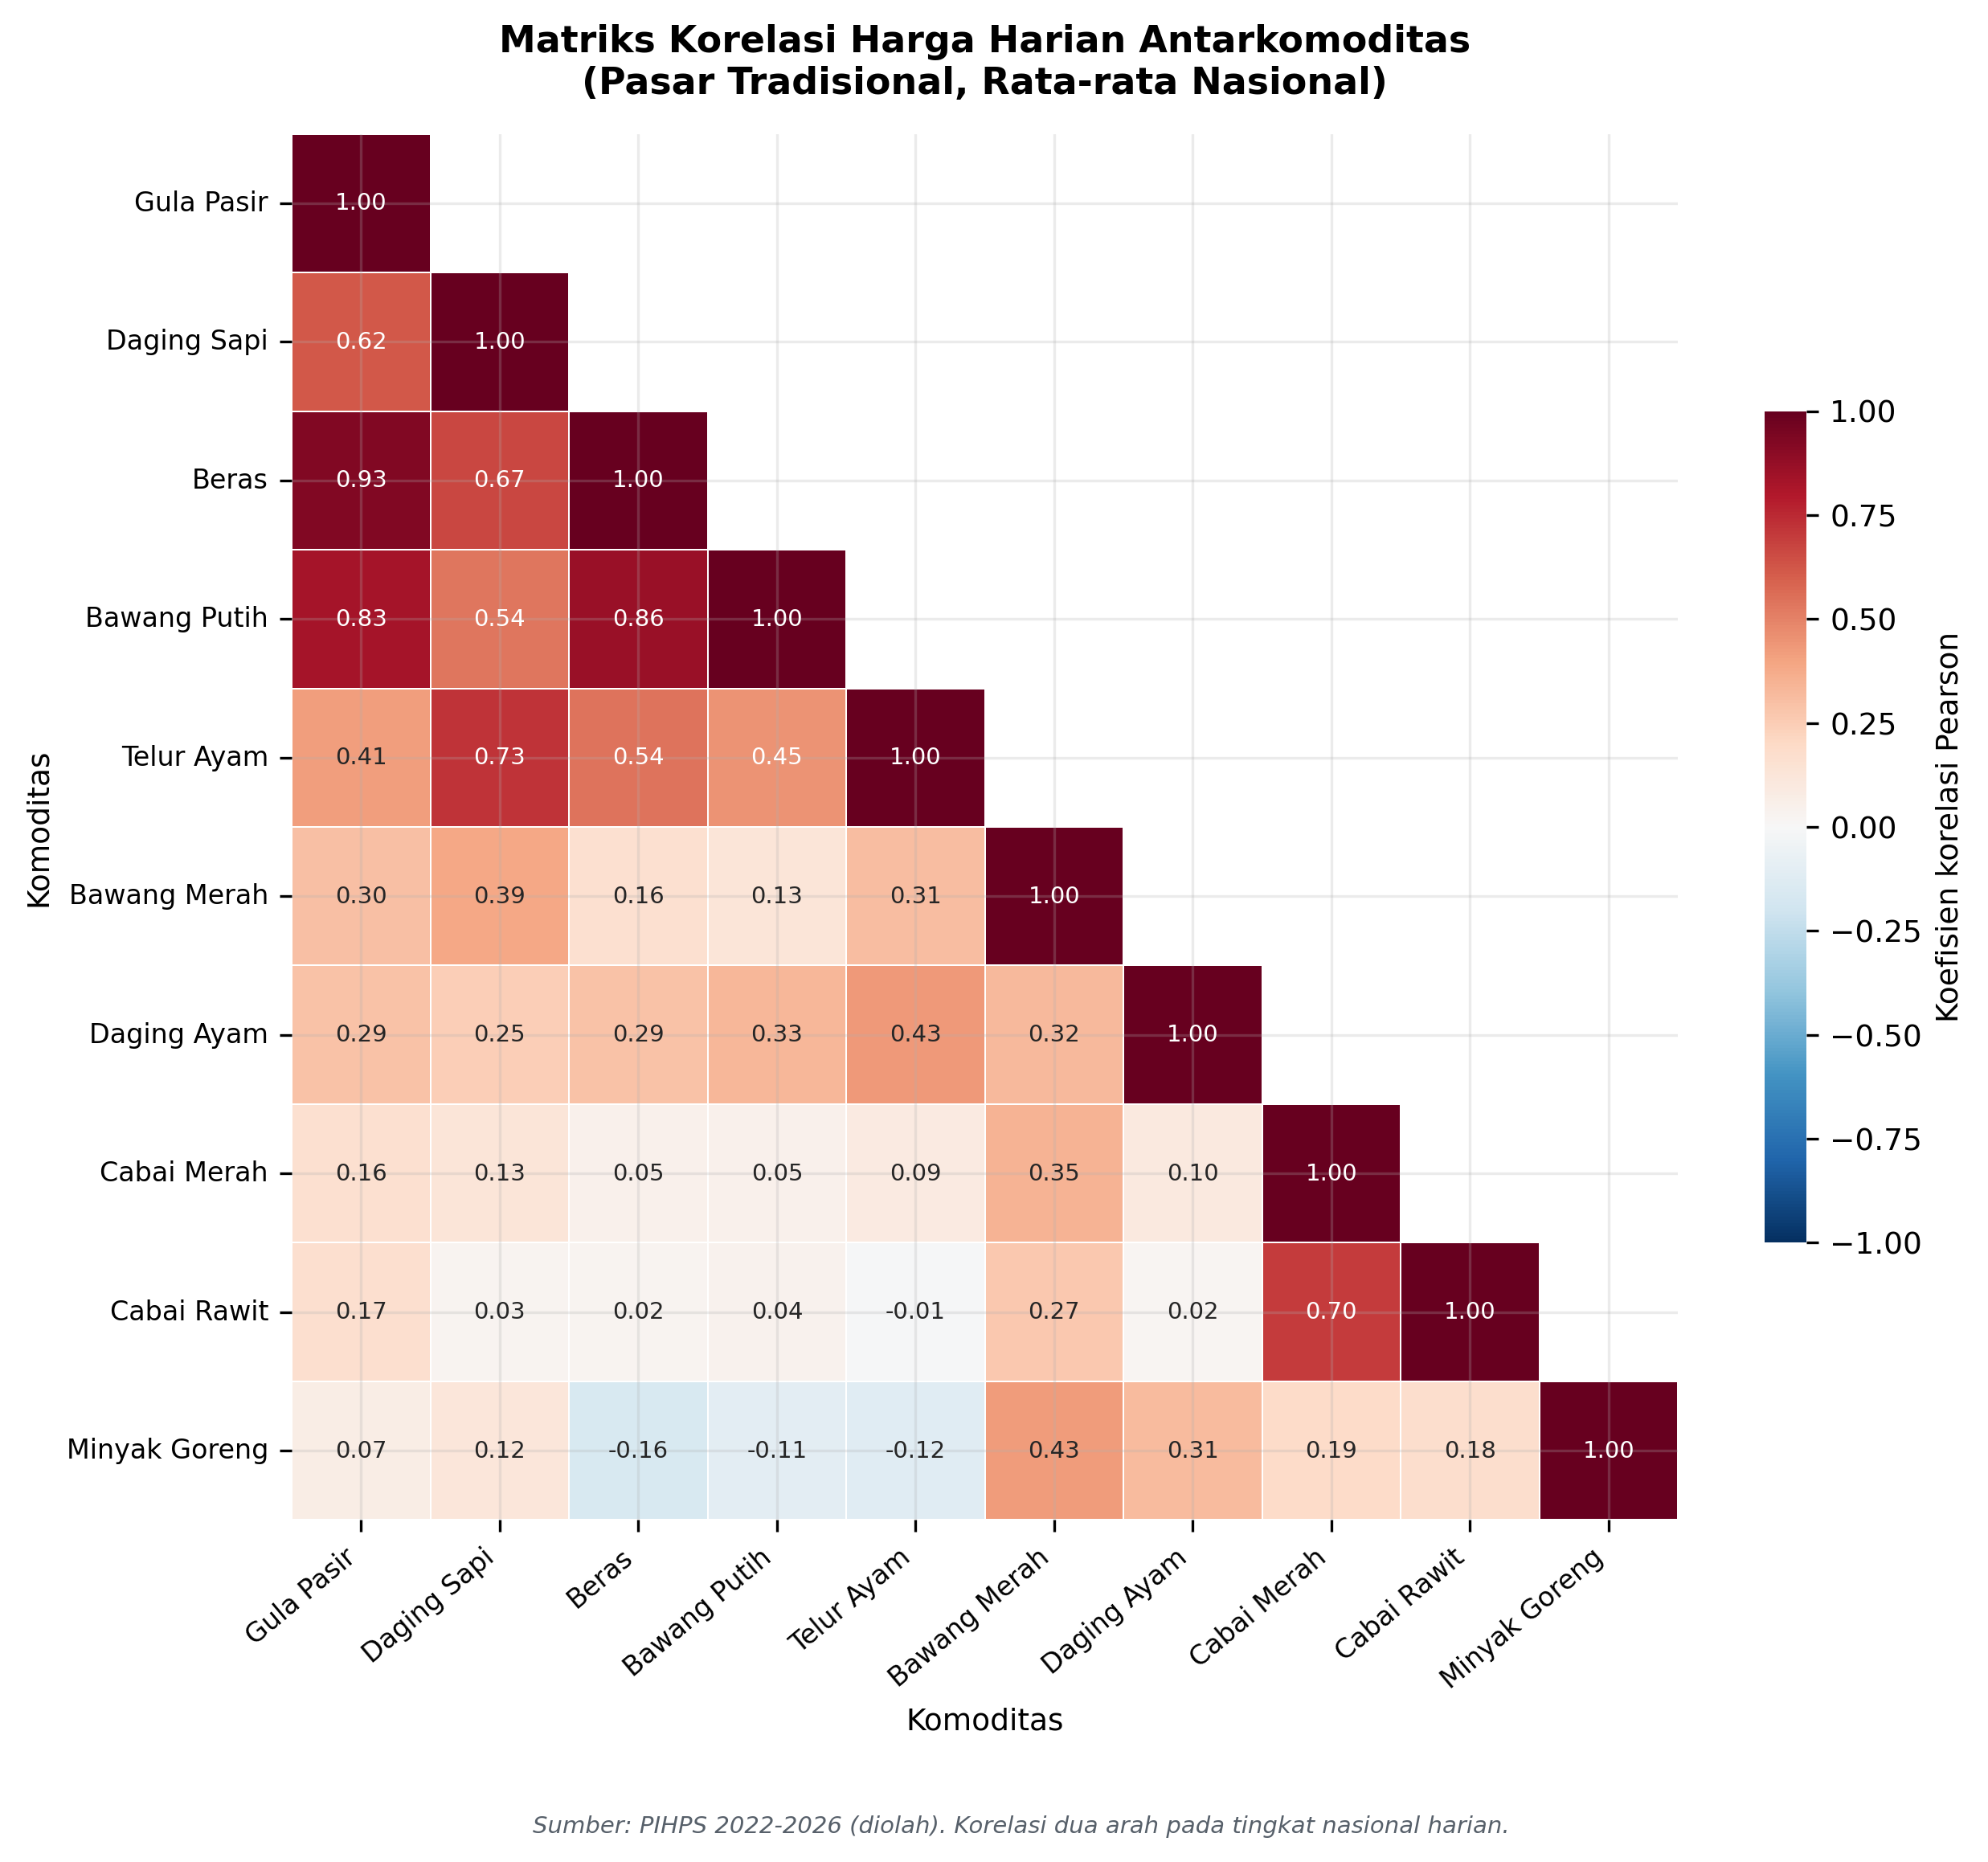 Matriks Korelasi Harga Harian Antarkomoditas
(Pasar Tradisional, Rata-rata Nasional)
Komoditas
Gula Pasir 1.00
Daging Sapi 0.62 1.00
Beras 0.93 0.67 1.00
Bawang Putih 0.83 0.54 0.86 1.00
Telur Ayam 0.41 0.73 0.54 0.45 1.00
Bawang Merah 0.30 0.39 0.16 0.13 0.31 1.00
Daging Ayam 0.29 0.25 0.29 0.33 0.43 0.32 1.00
Cabai Merah 0.16 0.13 0.05 0.05 0.09 0.35 0.10 1.00
Cabai Rawit 0.17 0.03 0.02 0.04 -0.01 0.27 0.02 0.70 1.00
Minyak Goreng 0.07 0.12 -0.16 -0.11 -0.12 0.43 0.31 0.19 0.18 1.00
Gula Pasir
Daging Sapi
Beras
Bawang Putih
Telur Ayam
Bawang Merah
Daging Ayam
Cabai Merah
Cabai Rawit
Minyak Goreng
Komoditas
1.00
0.75
0.50
0.25
0.00
−0.25
−0.50
−0.75
−1.00
Koefisien korelasi Pearson
Sumber: PIHPS 2022-2026 (diolah). Korelasi dua arah pada tingkat nasional harian.